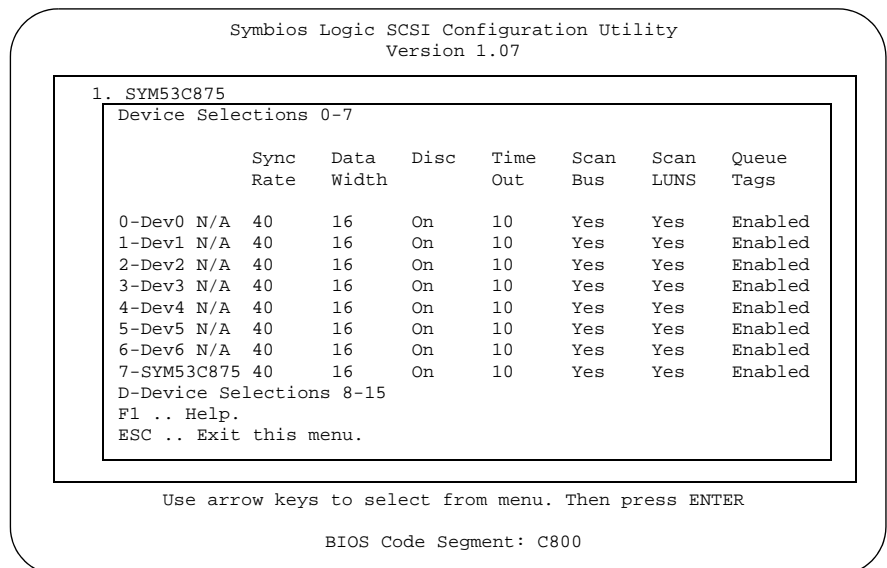 Symbios Logic SCSI Configuration Utility
Version 1.07
1. SYM53C875
Device Selections 0-7
Sync Data Disc Time Scan Scan Queue
Rate Width Out Bus LUNS Tags
0-Dev0 N/A 40 16 On 10 Yes Yes Enabled
1-Dev1 N/A 40 16 On 10 Yes Yes Enabled
2-Dev2 N/A 40 16 On 10 Yes Yes Enabled
3-Dev3 N/A 40 16 On 10 Yes Yes Enabled
4-Dev4 N/A 40 16 On 10 Yes Yes Enabled
5-Dev5 N/A 40 16 On 10 Yes Yes Enabled
6-Dev6 N/A 40 16 On 10 Yes Yes Enabled
7-SYM53C875 40 16 On 10 Yes Yes Enabled
D-Device Selections 8-15
F1 .. Help.
ESC .. Exit this menu.
Use arrow keys to select from menu. Then press ENTER
BIOS Code Segment: C800